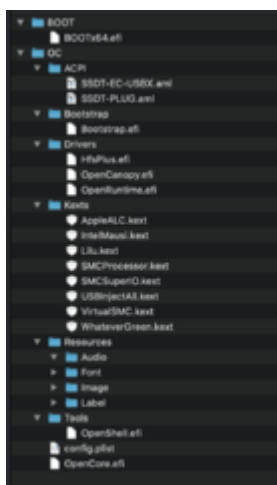 BOOT
BOOTx64.efi
OC
ACPI
SSDT-EC-USBX.aml
SSDT-PLUG.aml
Bootstrap
Bootstrap.efi
Drivers
HfsPlus.efi
OpenCanopy.efi
OpenRuntime.efi
Kexts
AppleALC.kext
IntelMausi.kext
Lilu.kext
SMCProcessor.kext
SMCSuperIO.kext
USBInjectAll.kext
VirtualSMC.kext
WhateverGreen.kext
Resources
Audio
Font
Image
Label
Tools
OpenShell.efi
config.plist
OpenCore.efi